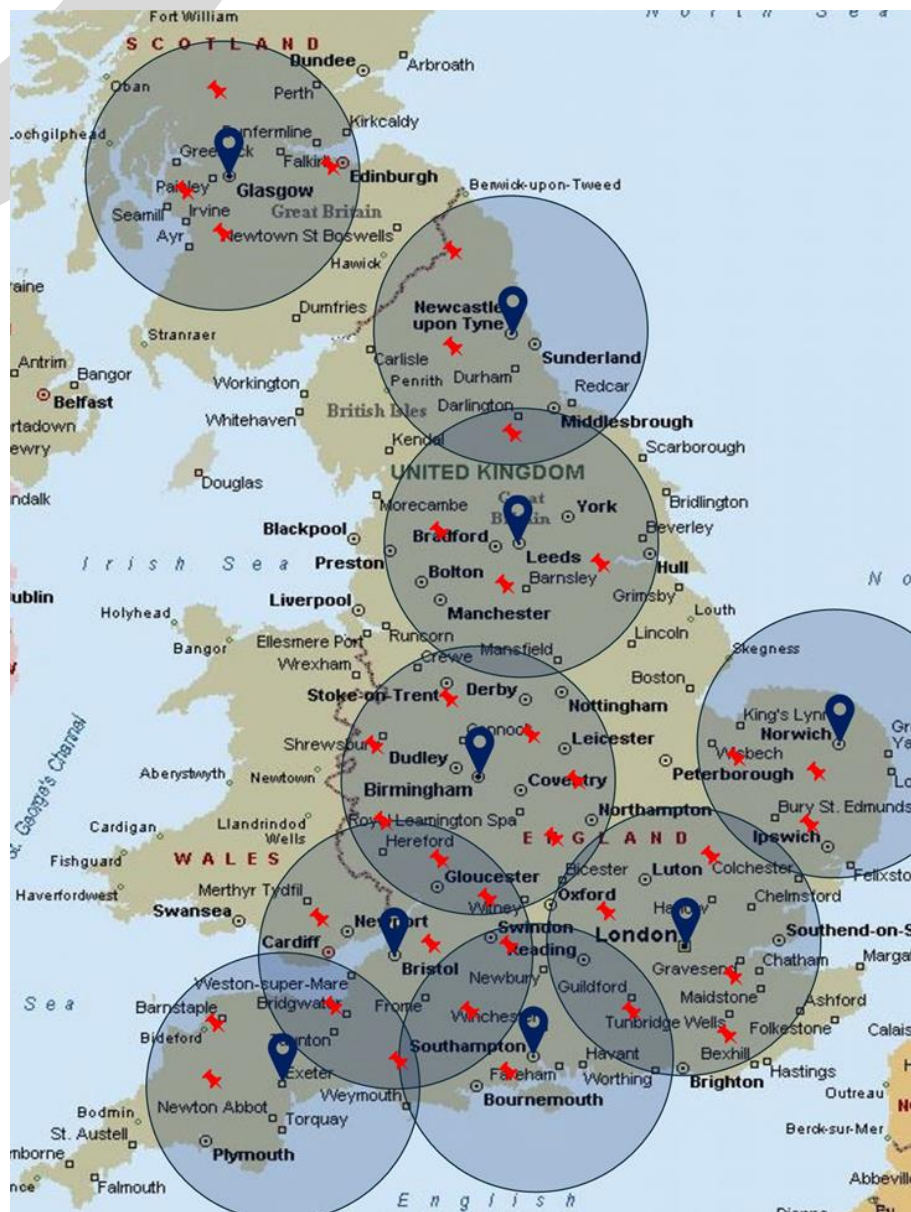 Fort William
North Sea
SCOTLAND
Dundee
Arbroath
Oban
Perth
Lochgilphead
Dunfermline
Kirkcaldy
Falkirk
Edinburgh
Glasgow
Paisley
Seamill
Irvine
Great Britain
Berwick-upon-Tweed
Ayr
Newtown St Boswells
Hawick
Dumfries
Newcastle
upon Tyne
Stranraer
Sunderland
Antrim
Bangor
Carlisle
Penrith
Durham
Belfast
Workington
Whitehaven
British Isles
Darlington
Redcar
Middlesbrough
Kendal
Scarborough
UNITED KINGDOM
Douglas
Morecambe
Great
Britain
York
Bridlington
Blackpool
Bradford
Beverley
Irish Sea
Preston
Leeds
Hull
Bolton
Barnsley
Grimsby
Holyhead
Liverpool
Manchester
Louth
Bangor
Runcorn
Lincoln
Ellesmere Port
Wrexham
Crewe
Mansfield
Skegness
Stoke-on-Trent
Derby
Boston
Nottingham
King's Lynn
Norwich
Shrewsbury
Leicester
Wisbech
Dudley
Peterborough
St. George's Channel
Aberystwyth
Newtown
Birmingham
Coventry
Northampton
Bury St. Edmunds
Cardigan
Llandrindod
Wells
Royal Leamington Spa
Fishguard
WALES
Hereford
ENGLAND
Ipswich
Haverfordwest
Merthyr Tydfil
Gloucester
Bicester
Luton
Colchester
Swansea
Newport
Witney
Oxford
Chelmsford
Cardiff
Swindon
Reading
London
Southend-on-S
Bristol
Newbury
Gravesend
Chatham
Weston-super-Mare
Guildford
Maidstone
Sea
Barnstaple
Bridgwater
Frome
Winchester
Tunbridge Wells
Ashford
Bideford
Taunton
Southampton
Folkestone
Calais
Exeter
Fareham
Havant
Bexhill
Hastings
Newton Abbot
Weymouth
Bournemouth
Worthing
Brighton
Outreau
Bodmin
Torquay
Berck-sur-Mer
St. Austell
Plymouth
Falmouth
English